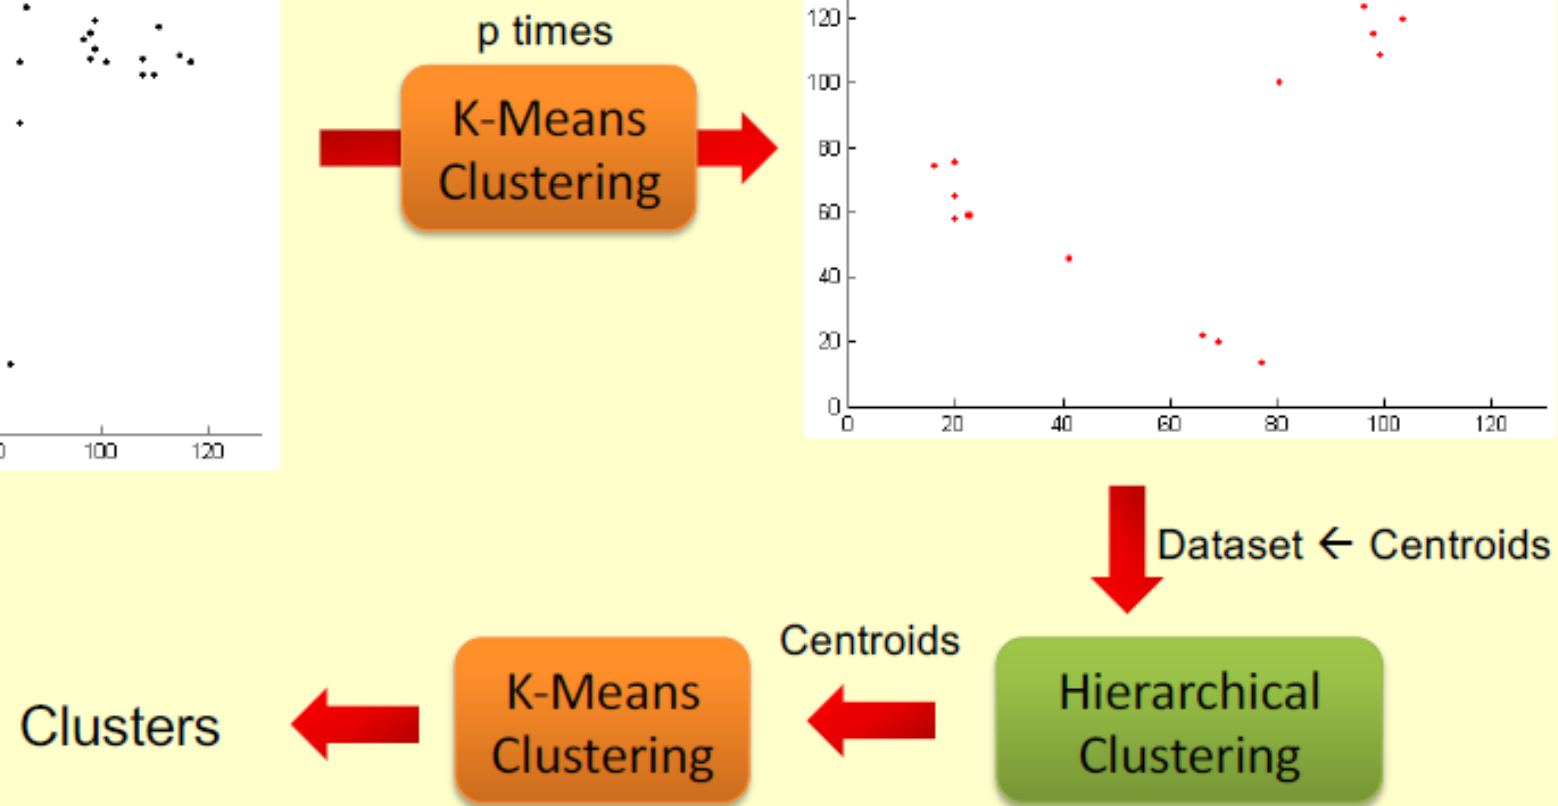 p times
K-Means
Clustering
120
100
80
60
40
20
0
0 20 40 60 80 100 120
100 120
Dataset ← Centroids
Centroids
Hierarchical
Clustering
K-Means
Clustering
Clusters